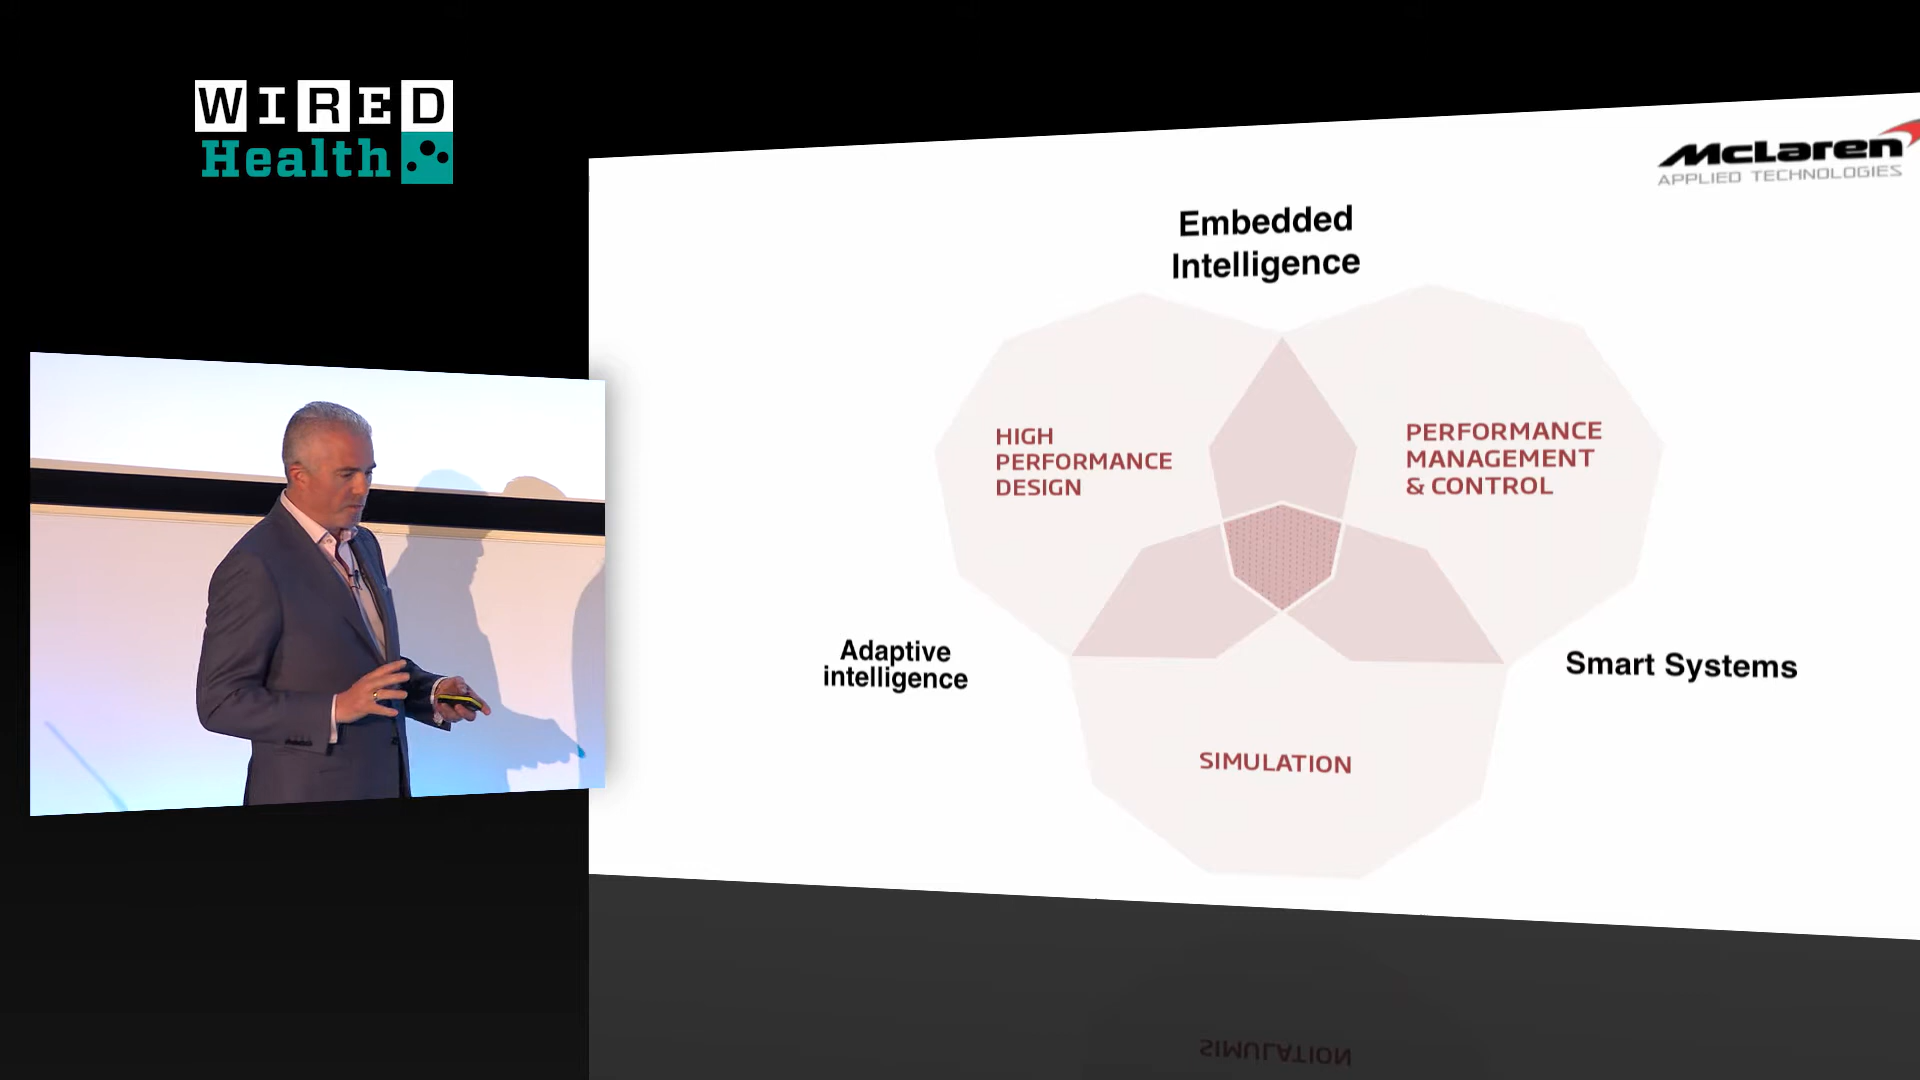 WIRED
Health
McLaren
APPLIED TECHNOLOGIES
Embedded
Intelligence
HIGH
PERFORMANCE
DESIGN
PERFORMANCE
MANAGEMENT
& CONTROL
Adaptive
intelligence
Smart Systems
SIMULATION
SIMULATION